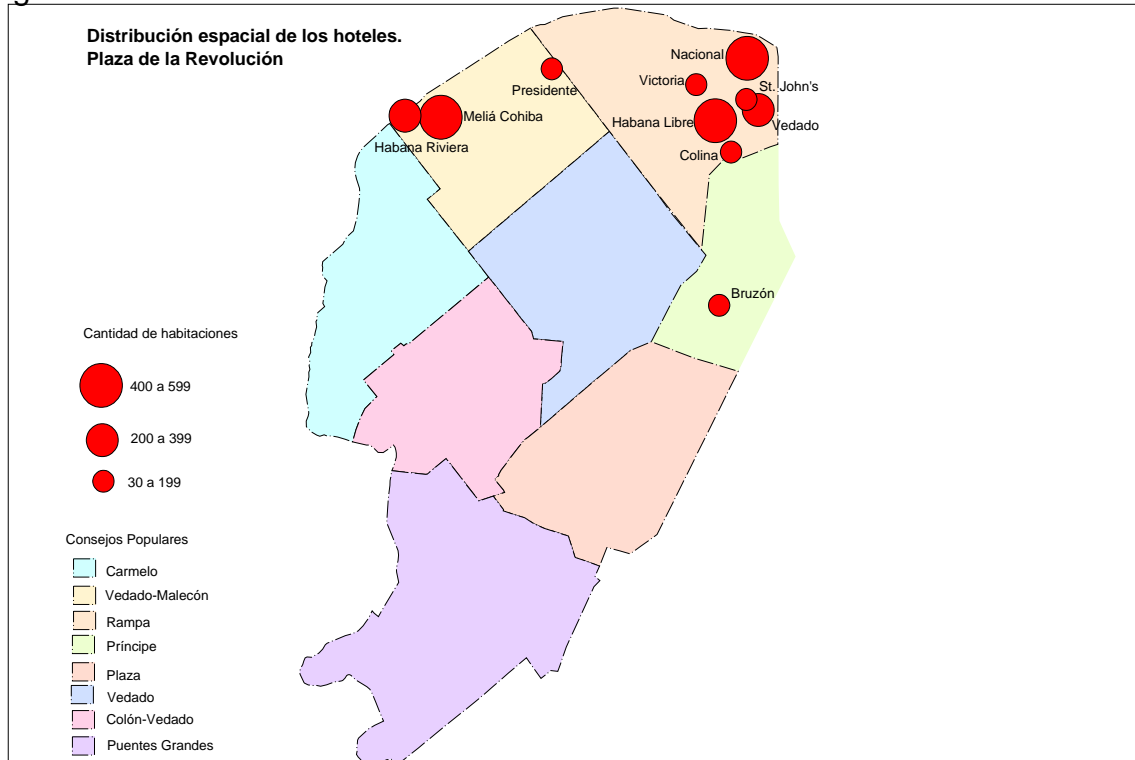 g
Distribución espacial de los hoteles.
Plaza de la Revolución
Nacional
Victoria
St. John's
Presidente
Meliá Cohiba
Habana Libre
Vedado
Habana Riviera
Colina
Bruzón
Cantidad de habitaciones
400 a 599
200 a 399
30 a 199
Consejos Populares
Carmelo
Vedado-Malecón
Rampa
Príncipe
Plaza
Vedado
Colón-Vedado
Puentes Grandes